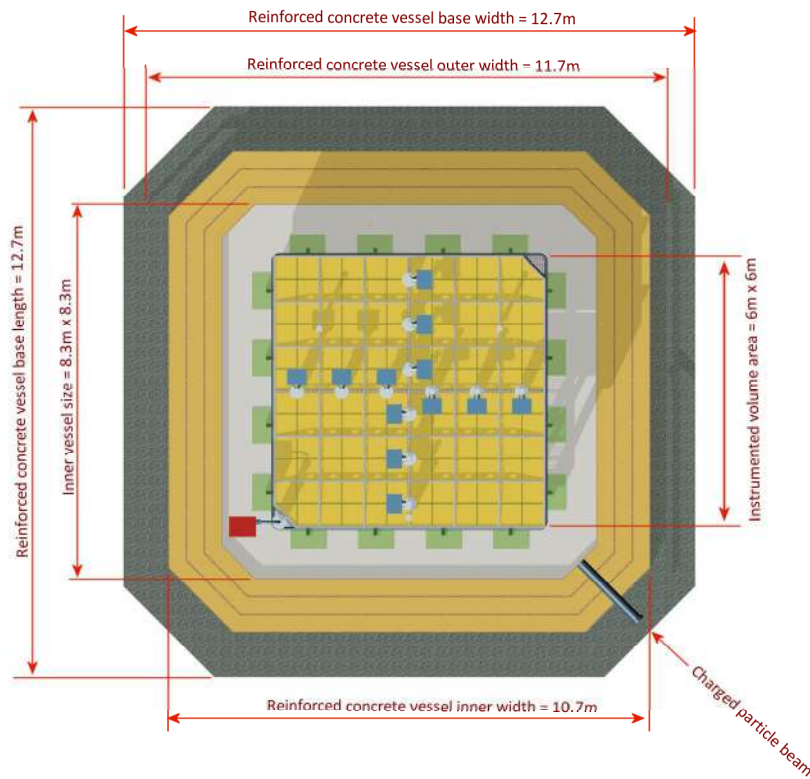 Reinforced concrete vessel base width = 12.7m
Reinforced concrete vessel outer width = 11.7m
Reinforced concrete vessel base length = 12.7m
Inner vessel size = 8.3m x 8.3m
Instrumented volume area = 6m x 6m
Reinforced concrete vessel inner width = 10.7m
Charged particle beam